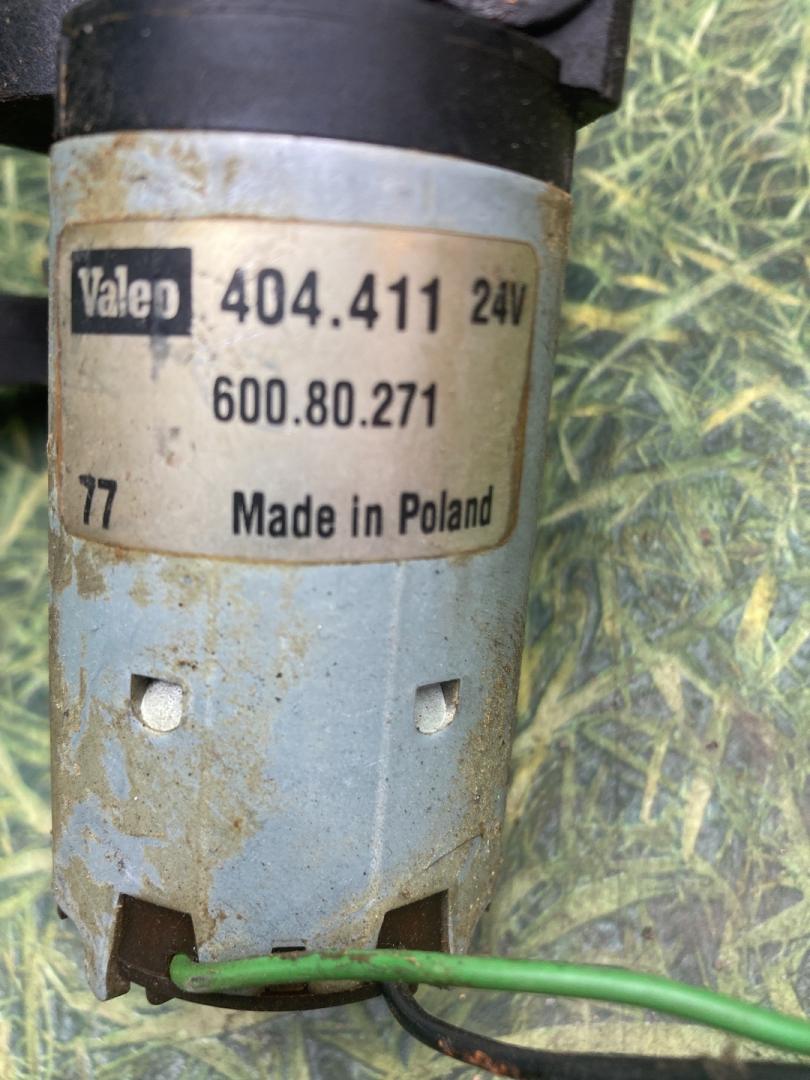 Valeo 404.411 24V
600.80.271
77 Made in Poland